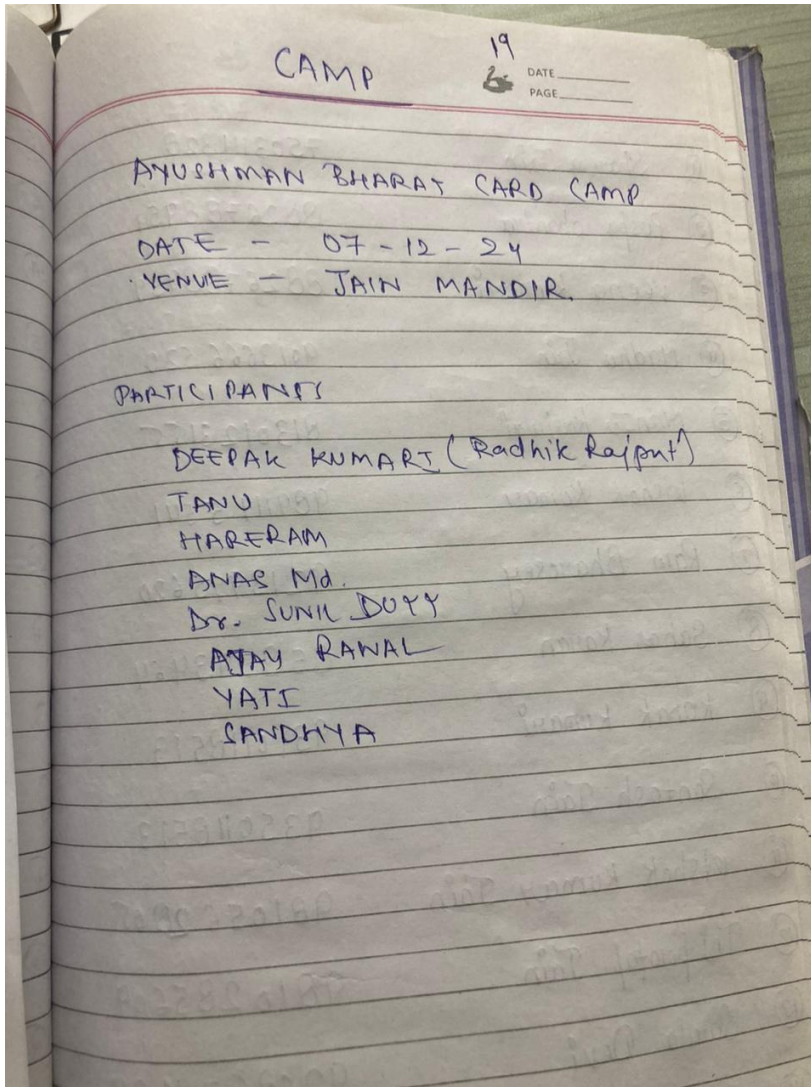 19
CAMP
DATE
PAGE
AYUSHMAN BHARAT CARD CAMP
DATE - 07-12-24
VENUE - JAIN MANDIR.
PARTICIPANTS
DEEPAK KUMARI (Radhik Rajput)
TANU
HARERAM
ANAS Md.
Dr. SUNIL
AJAY RAWAL
YATI
SANDHYA